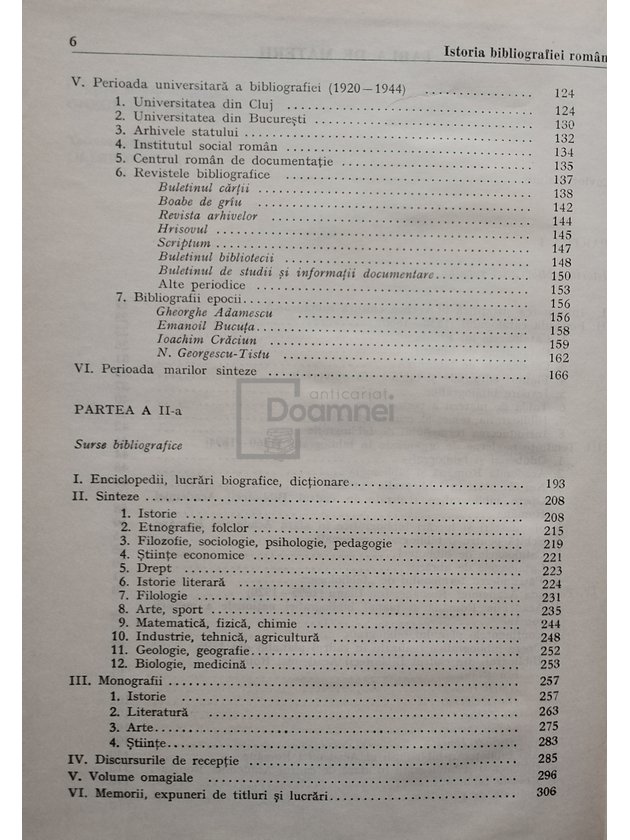 6
Istoria bibliografiei român
V. Perioada universitară a bibliografiei (1920—1944) 124
1. Universitatea din Cluj 124
2. Universitatea din București 130
3. Arhivele statului 132
4. Institutul social român 134
5. Centrul român de documentație 135
6. Revistele bibliografice 137
Buletinul cărții 138
Boabe de grîu 142
Revista arhivelor 144
Hrisovul 145
Scriptum 147
Buletinul bibliotecii 148
Buletinul de studii și informații documentare 150
Alte periodice 153
7. Bibliografii epocii 156
Gheorghe Adamescu 156
Emanoil Bucuța 158
Ioachim Crăciun 159
N. Georgescu-Tistu 162
VI. Perioada marilor sinteze 166
anticariat
Doamnei
PARTEA A II-a
Surse bibliografice
I. Enciclopedii, lucrări biografice, dicționare 193
II. Sinteze 208
1. Istorie 208
2. Etnografie, folclor 215
3. Filozofie, sociologie, psihologie, pedagogie 219
4. Științe economice 221
5. Drept 223
6. Istorie literară 224
7. Filologie 231
8. Arte, sport 235
9. Matematică, fizică, chimie 244
10. Industrie, tehnică, agricultură 248
11. Geologie, geografie 252
12. Biologie, medicină 253
III. Monografii 257
1. Istorie 257
2. Literatură 263
3. Arte 275
4. Științe 283
IV. Discursurile de recepție 285
V. Volume omagiale 296
VI. Memorii, expuneri de titluri și lucrări 306